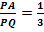 PA/PQ = 1/3